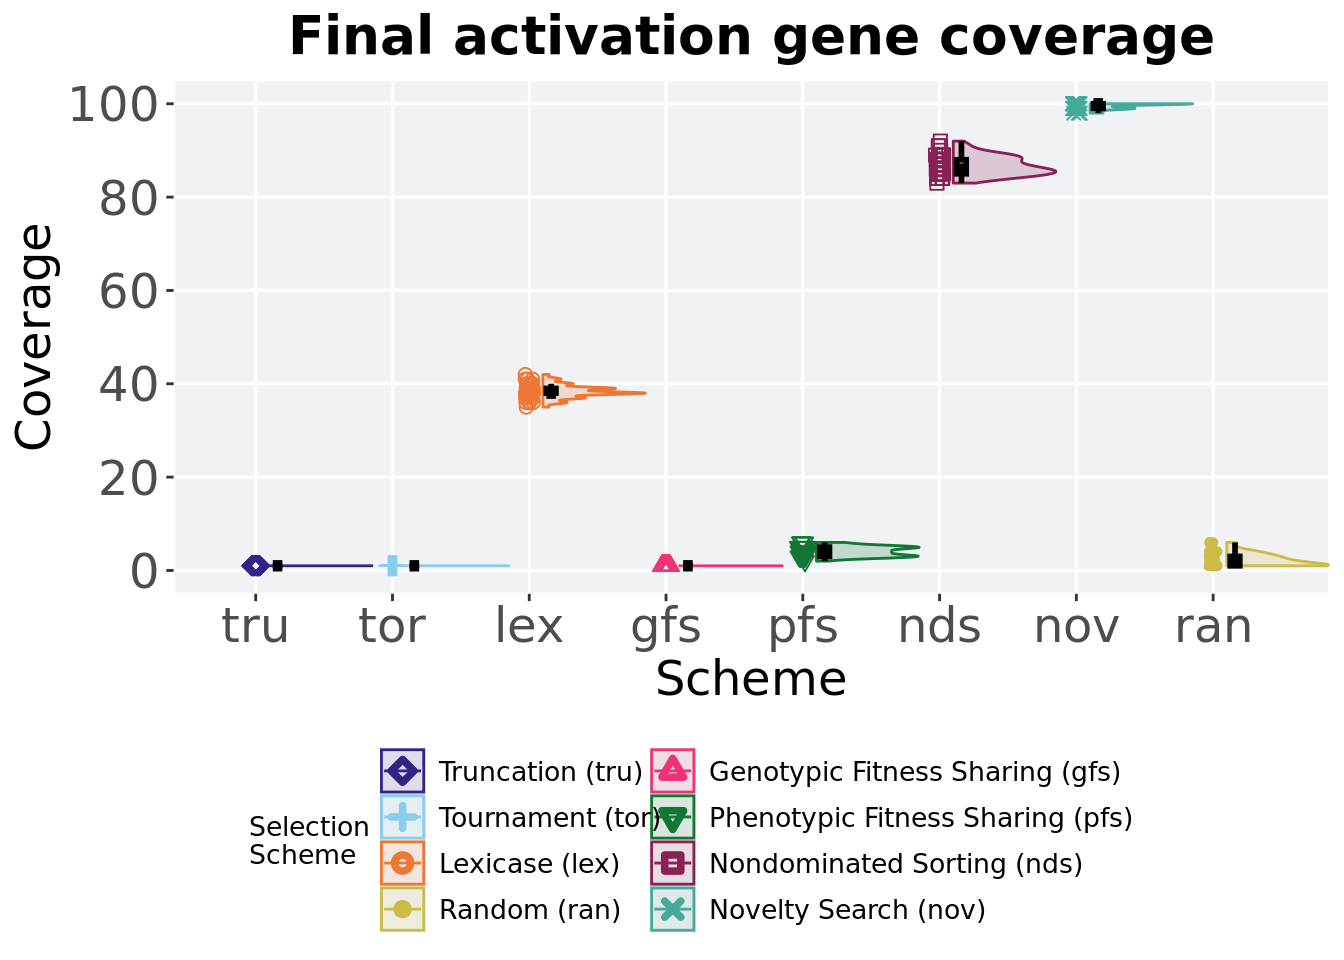 Final activation gene coverage
100
80
60
40
20
0
Coverage
tru tor lex gfs pfs nds nov ran
Scheme
Selection
Scheme
Truncation (tru)
Tournament (tor)
Lexicase (lex)
Random (ran)
Genotypic Fitness Sharing (gfs)
Phenotypic Fitness Sharing (pfs)
Nondominated Sorting (nds)
Novelty Search (nov)